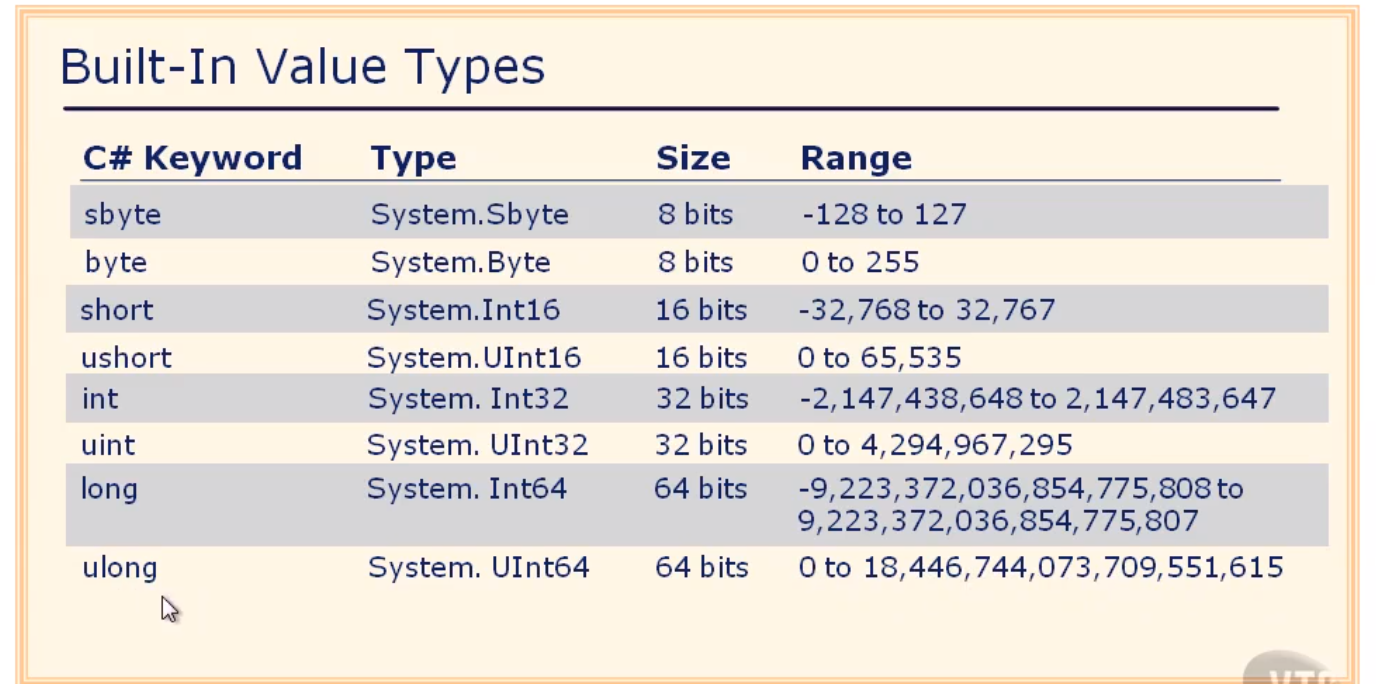 Built-In Value Types
C# Keyword Type Size Range
sbyte System.Sbyte 8 bits -128 to 127
byte System.Byte 8 bits 0 to 255
short System.Int16 16 bits -32,768 to 32,767
ushort System.UInt16 16 bits 0 to 65,535
int System. Int32 32 bits -2,147,438,648 to 2,147,483,647
uint System. UInt32 32 bits 0 to 4,294,967,295
long System. Int64 64 bits -9,223,372,036,854,775,808 to
9,223,372,036,854,775,807
ulong System. UInt64 64 bits 0 to 18,446,744,073,709,551,615